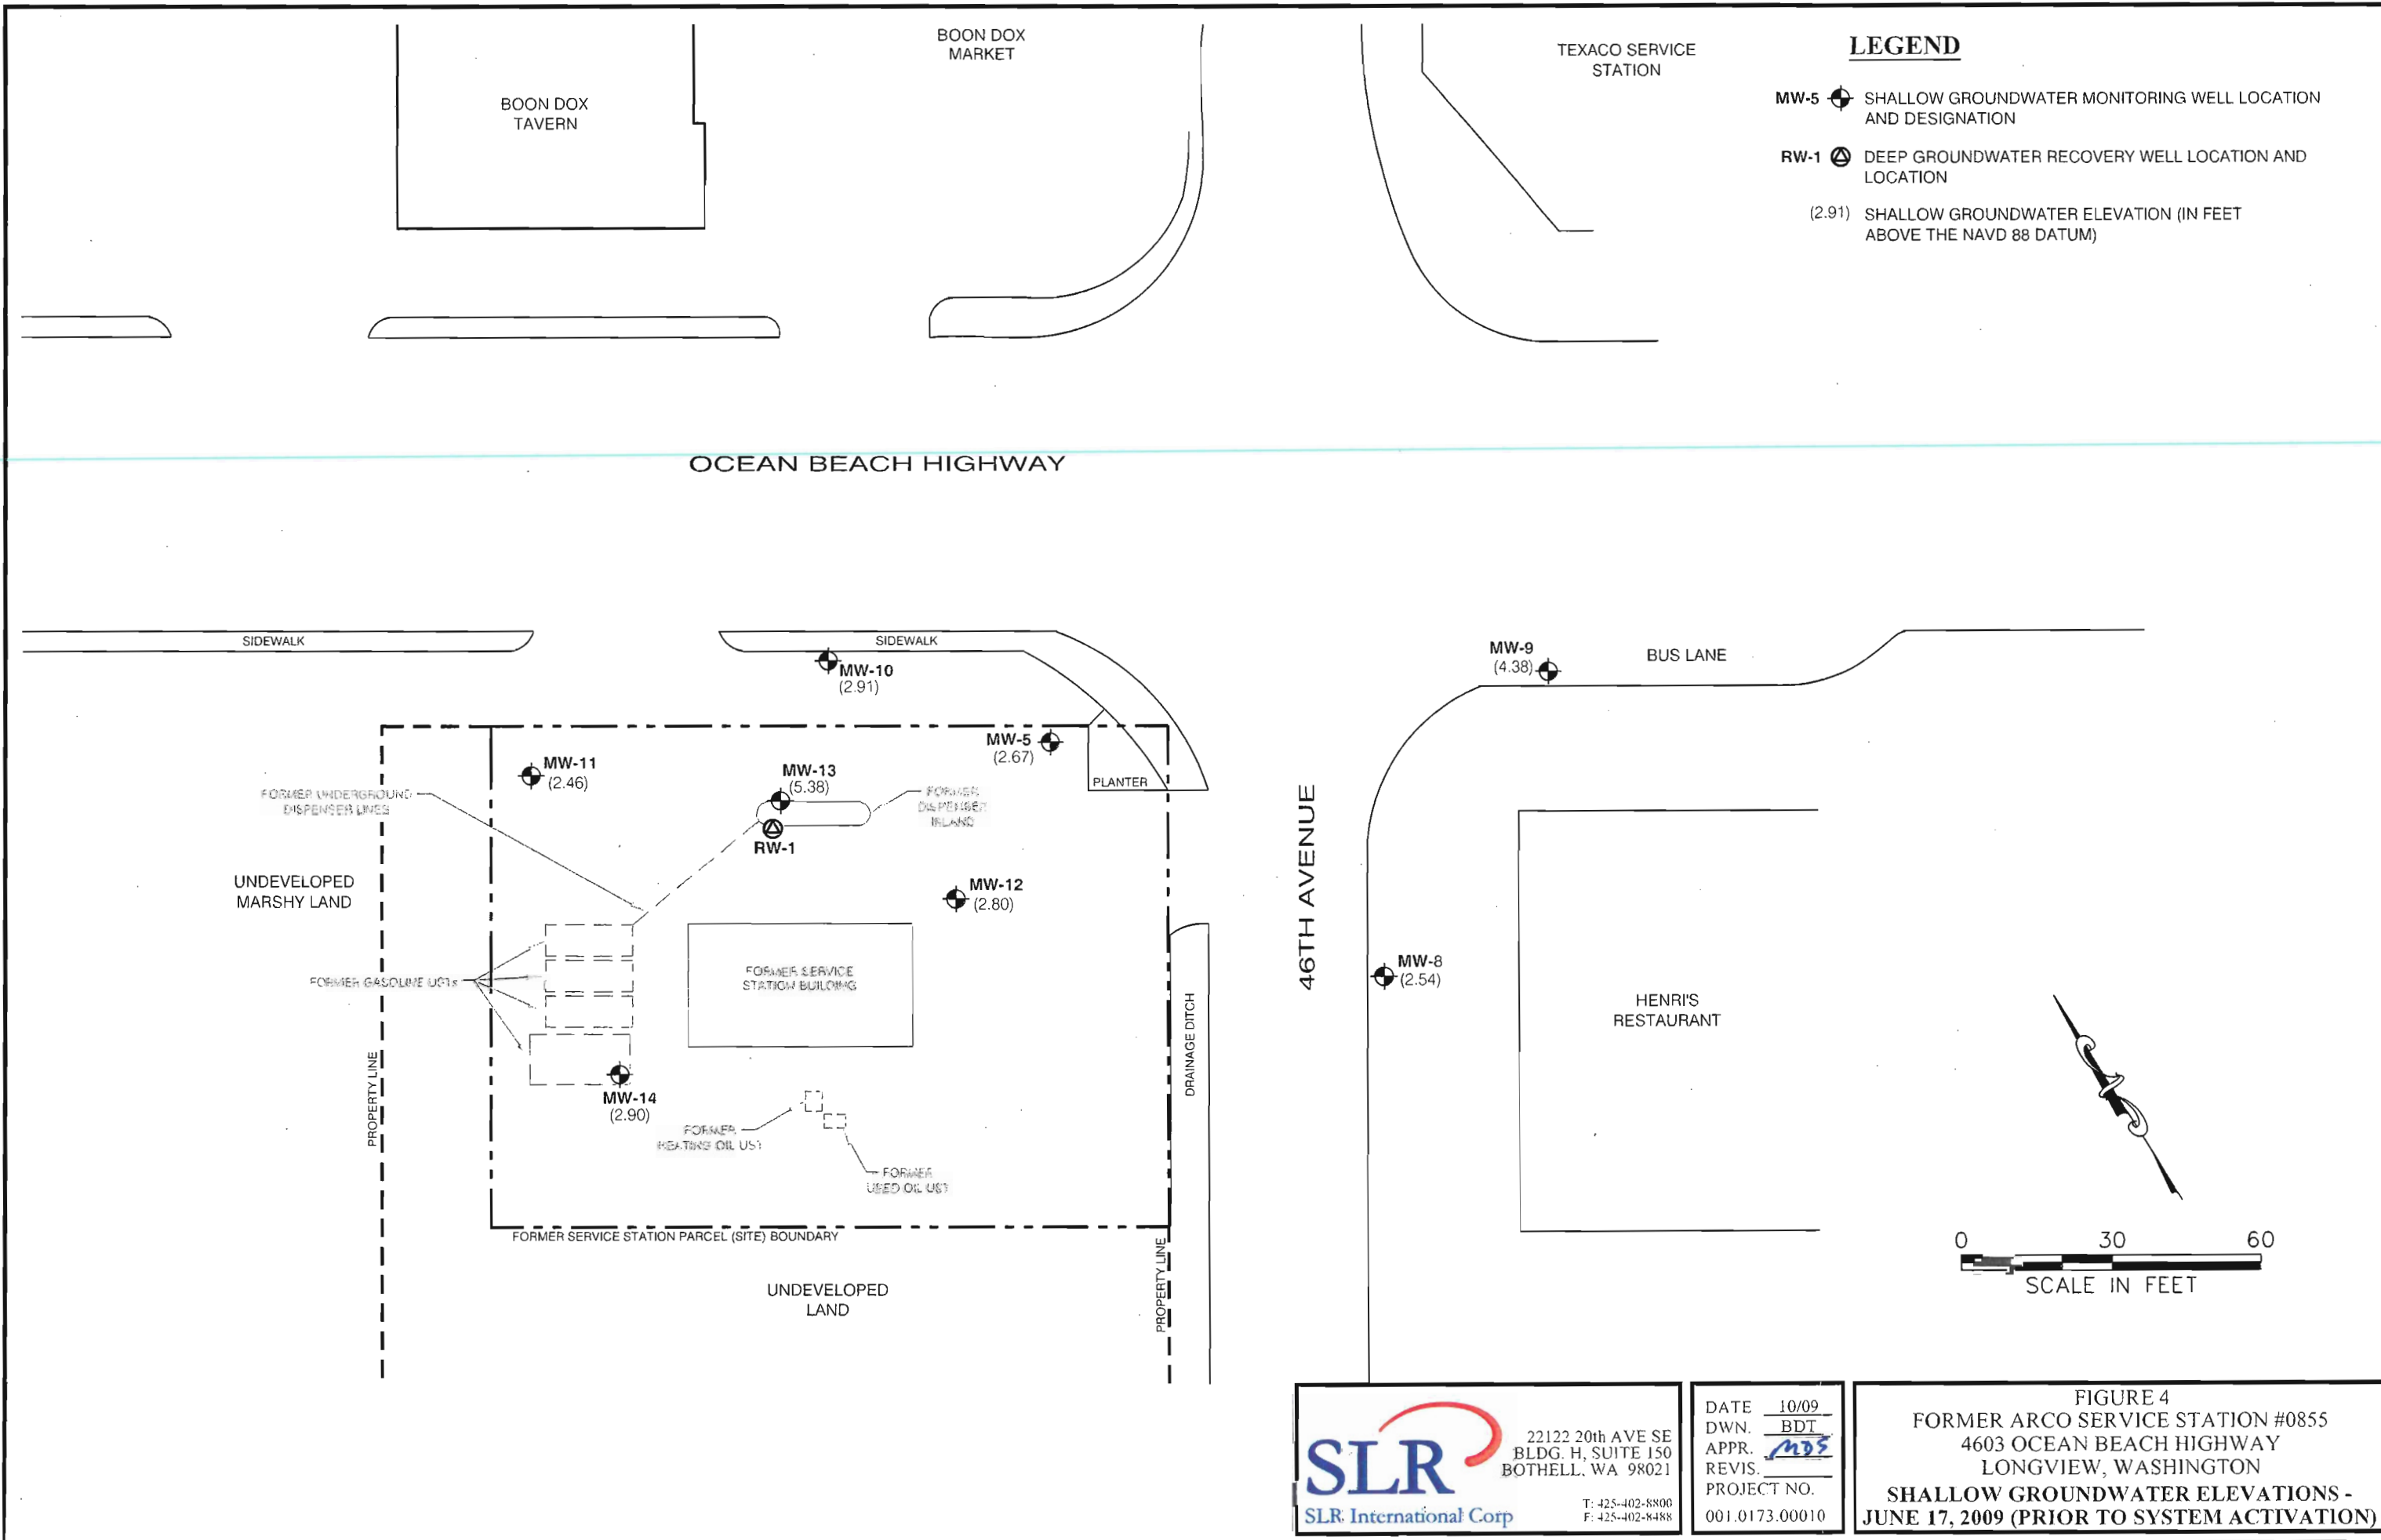 BOON DOX
MARKET
BOON DOX
TAVERN
TEXACO SERVICE
STATION
LEGEND
MW-5 SHALLOW GROUNDWATER MONITORING WELL LOCATION
AND DESIGNATION
RW-1 DEEP GROUNDWATER RECOVERY WELL LOCATION AND
LOCATION
(2.91) SHALLOW GROUNDWATER ELEVATION (IN FEET
ABOVE THE NAVD 88 DATUM)
OCEAN BEACH HIGHWAY
SIDEWALK
SIDEWALK
MW-10
(2.91)
MW-9
(4.38)
BUS LANE
MW-5
(2.67)
MW-11
(2.46)
MW-13
(5.38)
PLANTER
FORMER UNDERGROUND
DISPENSER LINES
FORMER
DISPENSER
ISLAND
RW-1
UNDEVELOPED
MARSHY LAND
MW-12
(2.80)
46TH AVENUE
MW-8
(2.54)
FORMER GASOLINE USTs
FORMER SERVICE
STATION BUILDING
HENRI'S
RESTAURANT
DRAINAGE DITCH
PROPERTY LINE
MW-14
(2.90)
FORMER
HEATING OIL UST
FORMER
USED OIL UST
FORMER SERVICE STATION PARCEL (SITE) BOUNDARY
PROPERTY LINE
UNDEVELOPED
LAND
0 30 60
SCALE IN FEET
SLR
SLR International Corp
22122 20th AVE SE
BLDG. H, SUITE 150
BOTHELL, WA 98021
T: 425-402-8800
F: 425-402-8488
DATE 10/09
DWN. BDT
APPR. MDS
REVIS.
PROJECT NO.
001.0173.00010
FIGURE 4
FORMER ARCO SERVICE STATION #0855
4603 OCEAN BEACH HIGHWAY
LONGVIEW, WASHINGTON
SHALLOW GROUNDWATER ELEVATIONS -
JUNE 17, 2009 (PRIOR TO SYSTEM ACTIVATION)